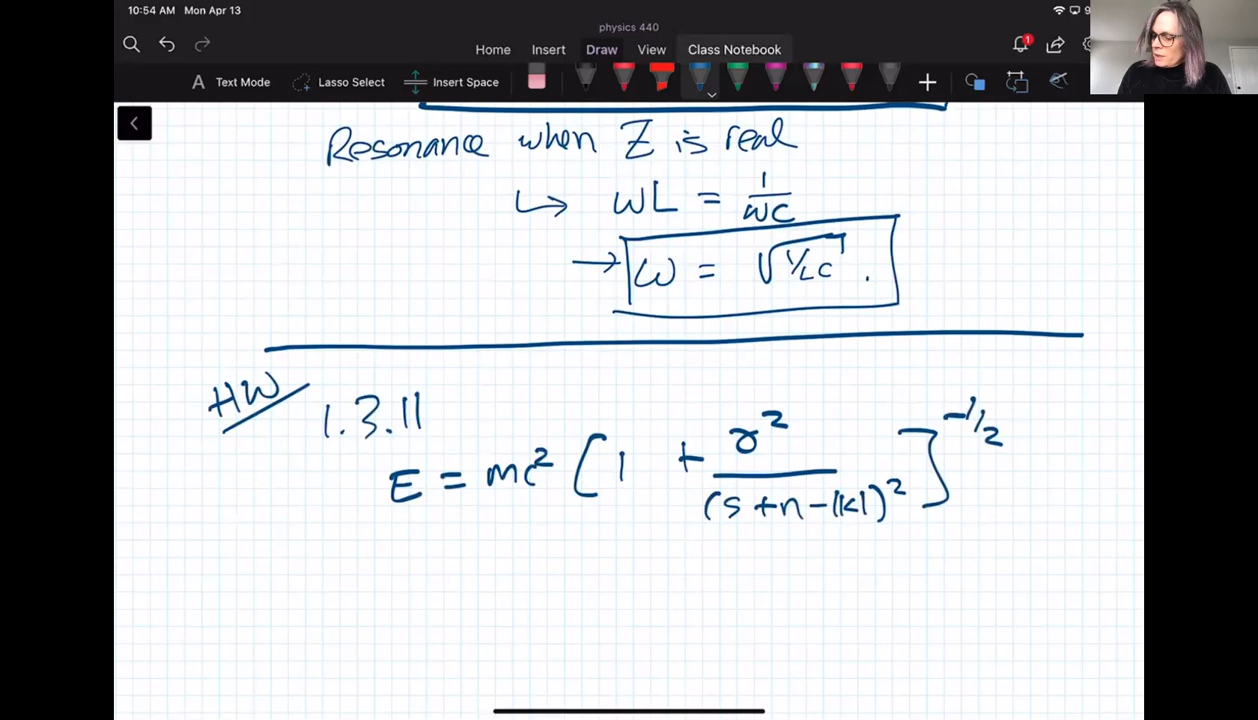 10:54 AM Mon Apr 13
physics 440
Home Insert Draw View Class Notebook
1
A Text Mode Lasso Select Insert Space
Resonance when Z is real
↳ ωL = 1/ωC
→ ω = √1/LC .
HW 1.3.11
E = mc² [ 1 + γ² / (s + n - |k|)² ]^-1/2